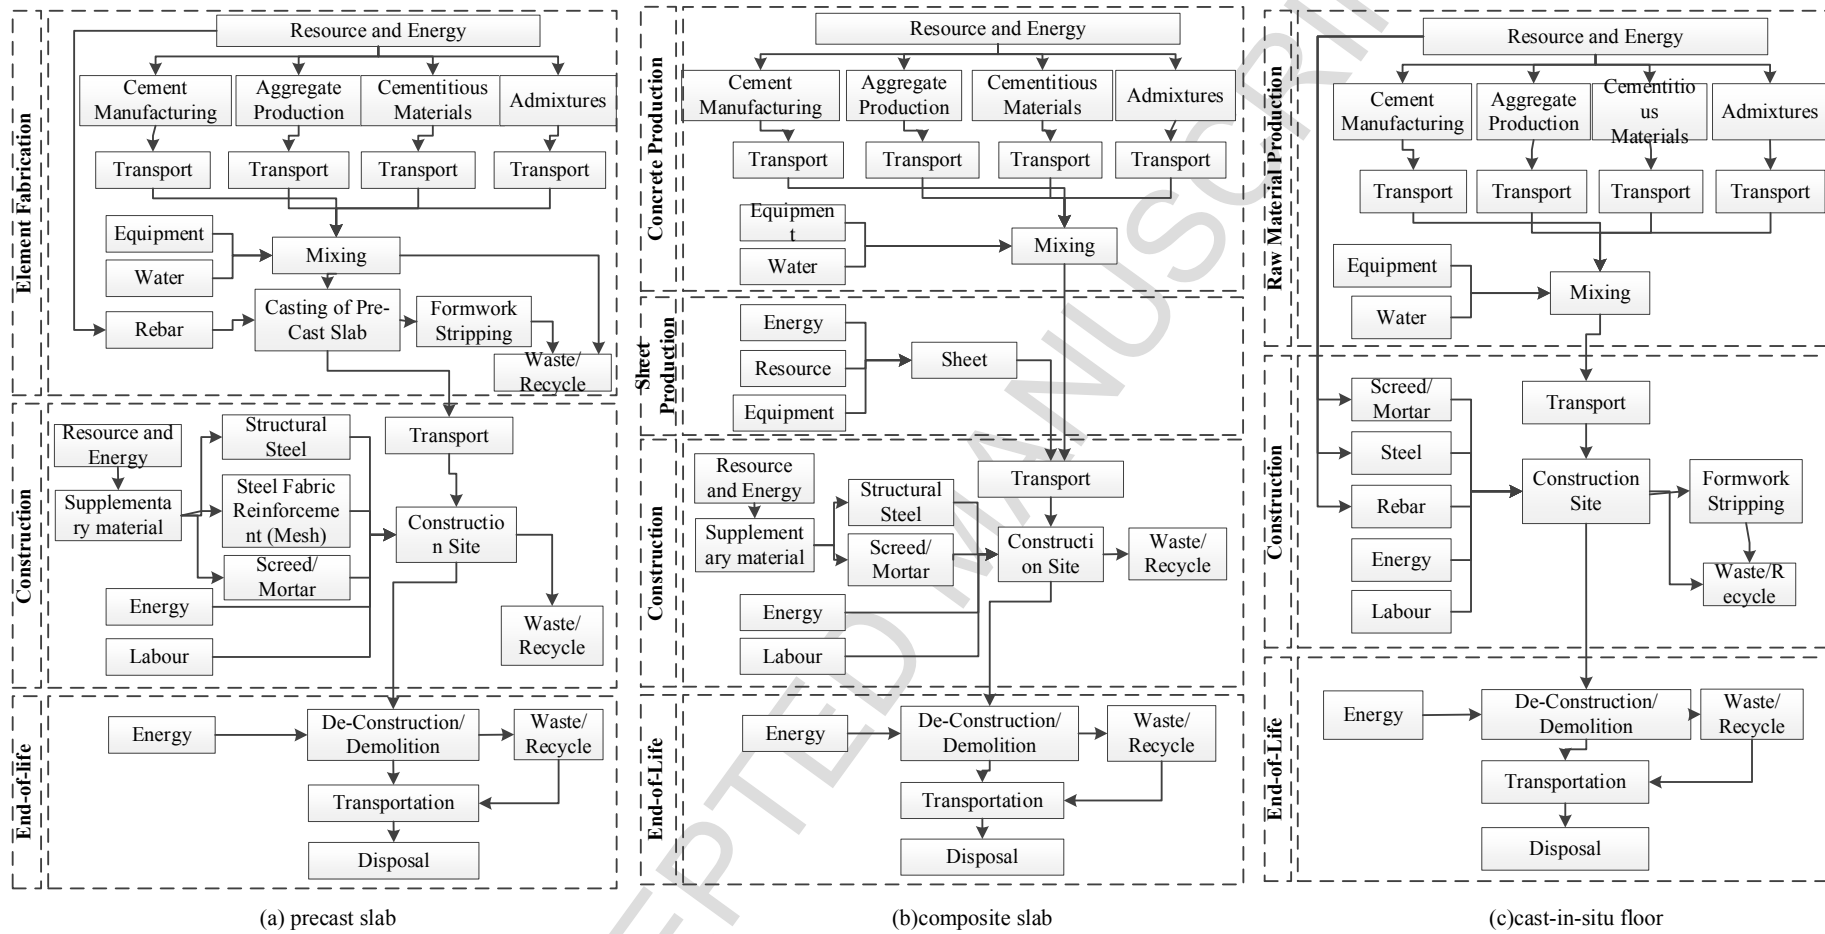 Resource and Energy
Cement
Manufacturing
Aggregate
Production
Cementitious
Materials
Admixtures
Transport
Transport
Transport
Transport
Equipment
Water
Mixing
Rebar
Casting of Pre-
Cast Slab
Formwork
Stripping
Waste/
Recycle
Element Fabrication
Resource and
Energy
Supplementa
ry material
Structural
Steel
Steel Fabric
Reinforceme
nt (Mesh)
Screed/
Mortar
Energy
Labour
Transport
Constructio
n Site
Waste/
Recycle
Construction
Energy
De-Construction/
Demolition
Waste/
Recycle
Transportation
Disposal
End-of-life
(a) precast slab
Resource and Energy
Cement
Manufacturing
Aggregate
Production
Cementitious
Materials
Admixtures
Transport
Transport
Transport
Transport
Equipmen
t
Water
Mixing
Concrete Production
Energy
Resource
Equipment
Sheet
Sheet
Production
Resource
and Energy
Supplement
ary material
Structural
Steel
Screed/
Mortar
Energy
Labour
Transport
Constructi
on Site
Waste/
Recycle
Construction
Energy
De-Construction/
Demolition
Waste/
Recycle
Transportation
Disposal
End-of-Life
(b)composite slab
Resource and Energy
Cement
Manufacturing
Aggregate
Production
Cementitio
us
Materials
Admixtures
Transport
Transport
Transport
Transport
Equipment
Water
Mixing
Raw Material Production
Screed/
Mortar
Steel
Rebar
Energy
Labour
Transport
Construction
Site
Formwork
Stripping
Waste/R
ecycle
Construction
Energy
De-Construction/
Demolition
Waste/
Recycle
Transportation
Disposal
End-of-Life
(c)cast-in-situ floor
EPTED MANUSCRI